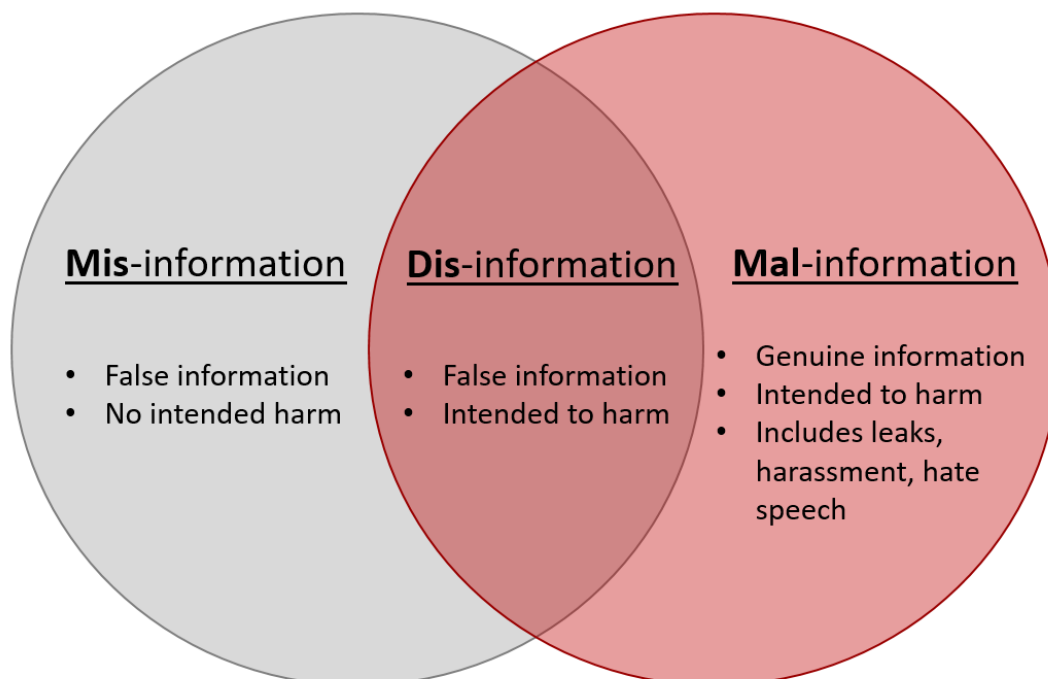 Mis-information
• False information
• No intended harm
Dis-information
• False information
• Intended to harm
Mal-information
• Genuine information
• Intended to harm
• Includes leaks,
harassment, hate
speech